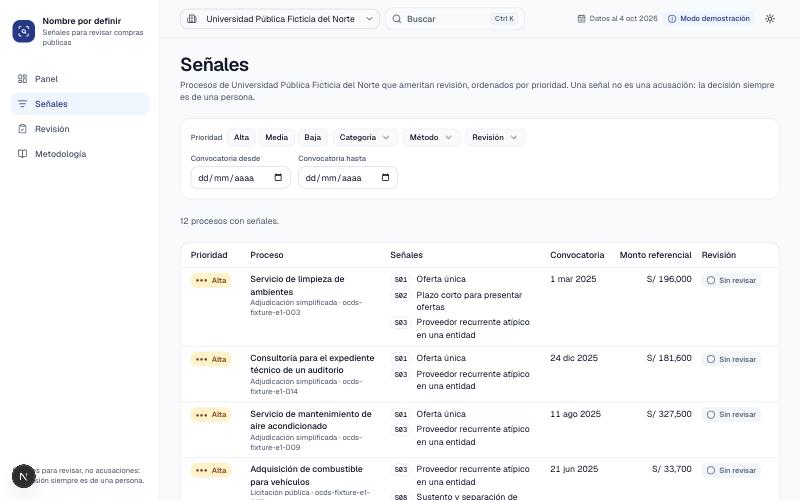 Nombre por definir
Señales para revisar compras
públicas
Panel
Señales
Revisión
Metodología
N
s para revisar, no acusaciones:
sión siempre es de una persona.
Universidad Pública Ficticia del Norte
Buscar
Ctrl K
Datos al 4 oct 2026
Modo demostración
Señales
Procesos de Universidad Pública Ficticia del Norte que ameritan revisión, ordenados por prioridad. Una señal no es una acusación: la decisión siempre
es de una persona.
Prioridad Alta Media Baja Categoría Método Revisión
Convocatoria desde Convocatoria hasta
dd/mm/aaaa dd/mm/aaaa
12 procesos con señales.
Prioridad Proceso Señales Convocatoria Monto referencial Revisión
Alta
Servicio de limpieza de
ambientes
Adjudicación simplificada · ocds-
fixture-e1-003
S01 Oferta única
S02 Plazo corto para presentar
ofertas
S03 Proveedor recurrente atípico
en una entidad
1 mar 2025
S/ 196,000
Sin revisar
Alta
Consultoría para el expediente
técnico de un auditorio
Adjudicación simplificada · ocds-
fixture-e1-014
S01 Oferta única
S03 Proveedor recurrente atípico
en una entidad
24 dic 2025
S/ 181,600
Sin revisar
Alta
Servicio de mantenimiento de
aire acondicionado
Adjudicación simplificada · ocds-
fixture-e1-009
S01 Oferta única
S03 Proveedor recurrente atípico
en una entidad
11 ago 2025
S/ 327,500
Sin revisar
Alta
Adquisición de combustible
para vehículos
Licitación pública · ocds-fixture-e1-
S03 Proveedor recurrente atípico
en una entidad
S08 Sustento y separación de
21 jun 2025
S/ 33,700
Sin revisar